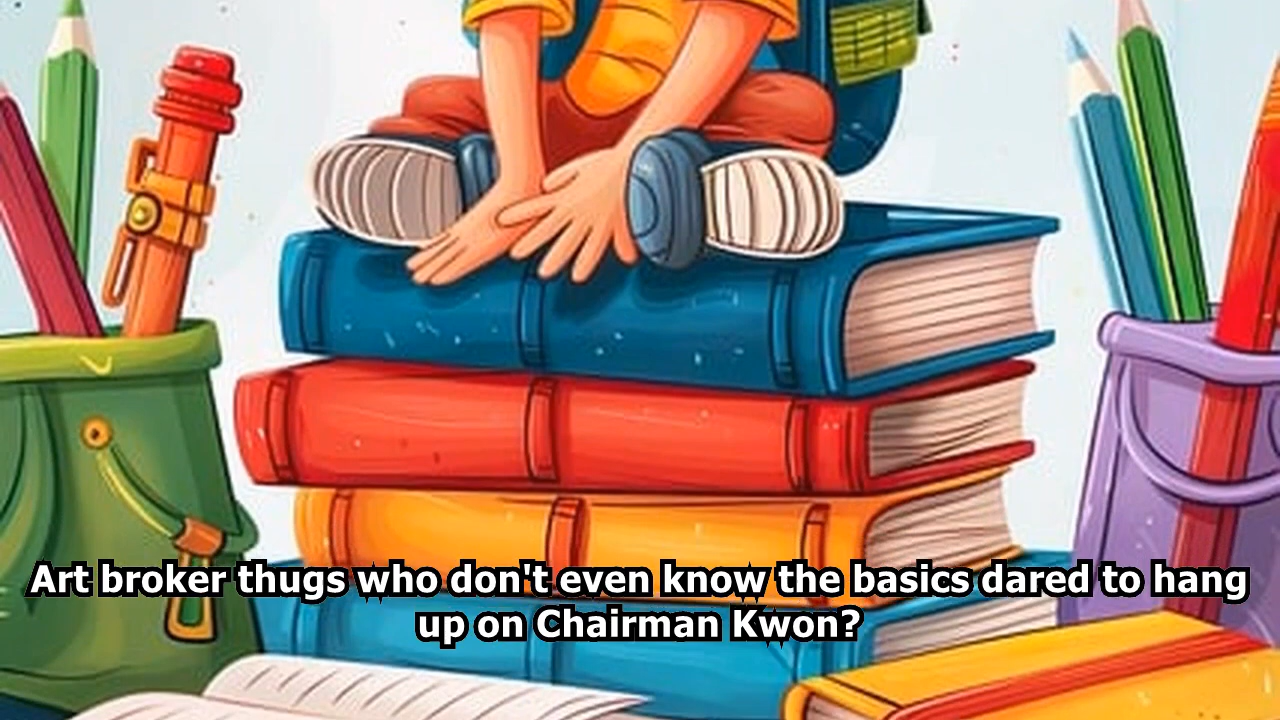 Art broker thugs who don't even know the basics dared to hang
up on Chairman Kwon?